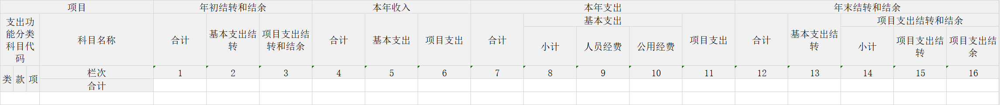 项目 年初结转和结余 本年收入 本年支出 年末结转和结余
支出功
能分类
科目代
码
科目名称
合计
基本支出结
转
项目支出结
转和结余
合计
基本支出
项目支出
合计
基本支出
小计
人员经费
公用经费
项目支出
合计
基本支出结
转
项目支出结转和结余
小计
项目支出结
转
项目支出结
余
类 款 项
栏次 1 2 3 4 5 6 7 8 9 10 11 12 13 14 15 16
合计